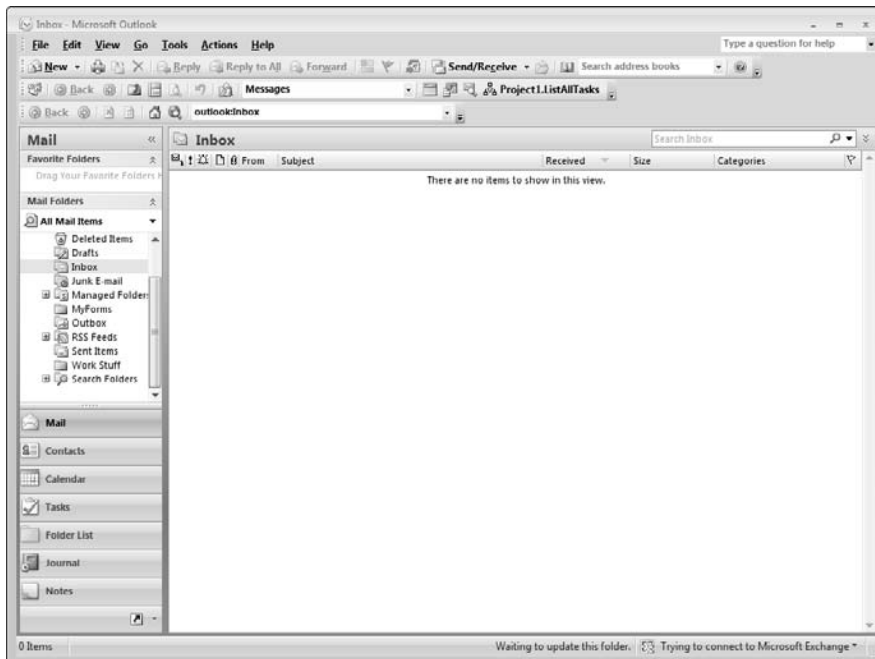 Inbox - Microsoft Outlook
File Edit View Go Tools Actions Help Type a question for help
New Reply Reply to All Forward Send/Receive Search address books
Back Messages Project1.ListAllTasks
Back outlook:Inbox
Mail Inbox Search Inbox
Favorite Folders From Subject Received Size Categories
Drag Your Favorite Folders H
There are no items to show in this view.
Mail Folders
All Mail Items
Deleted Items
Drafts
Inbox
Junk E-mail
Managed Folders
MyForms
Outbox
RSS Feeds
Sent Items
Work Stuff
Search Folders
Mail
Contacts
Calendar
Tasks
Folder List
Journal
Notes
0 Items Waiting to update this folder. Trying to connect to Microsoft Exchange